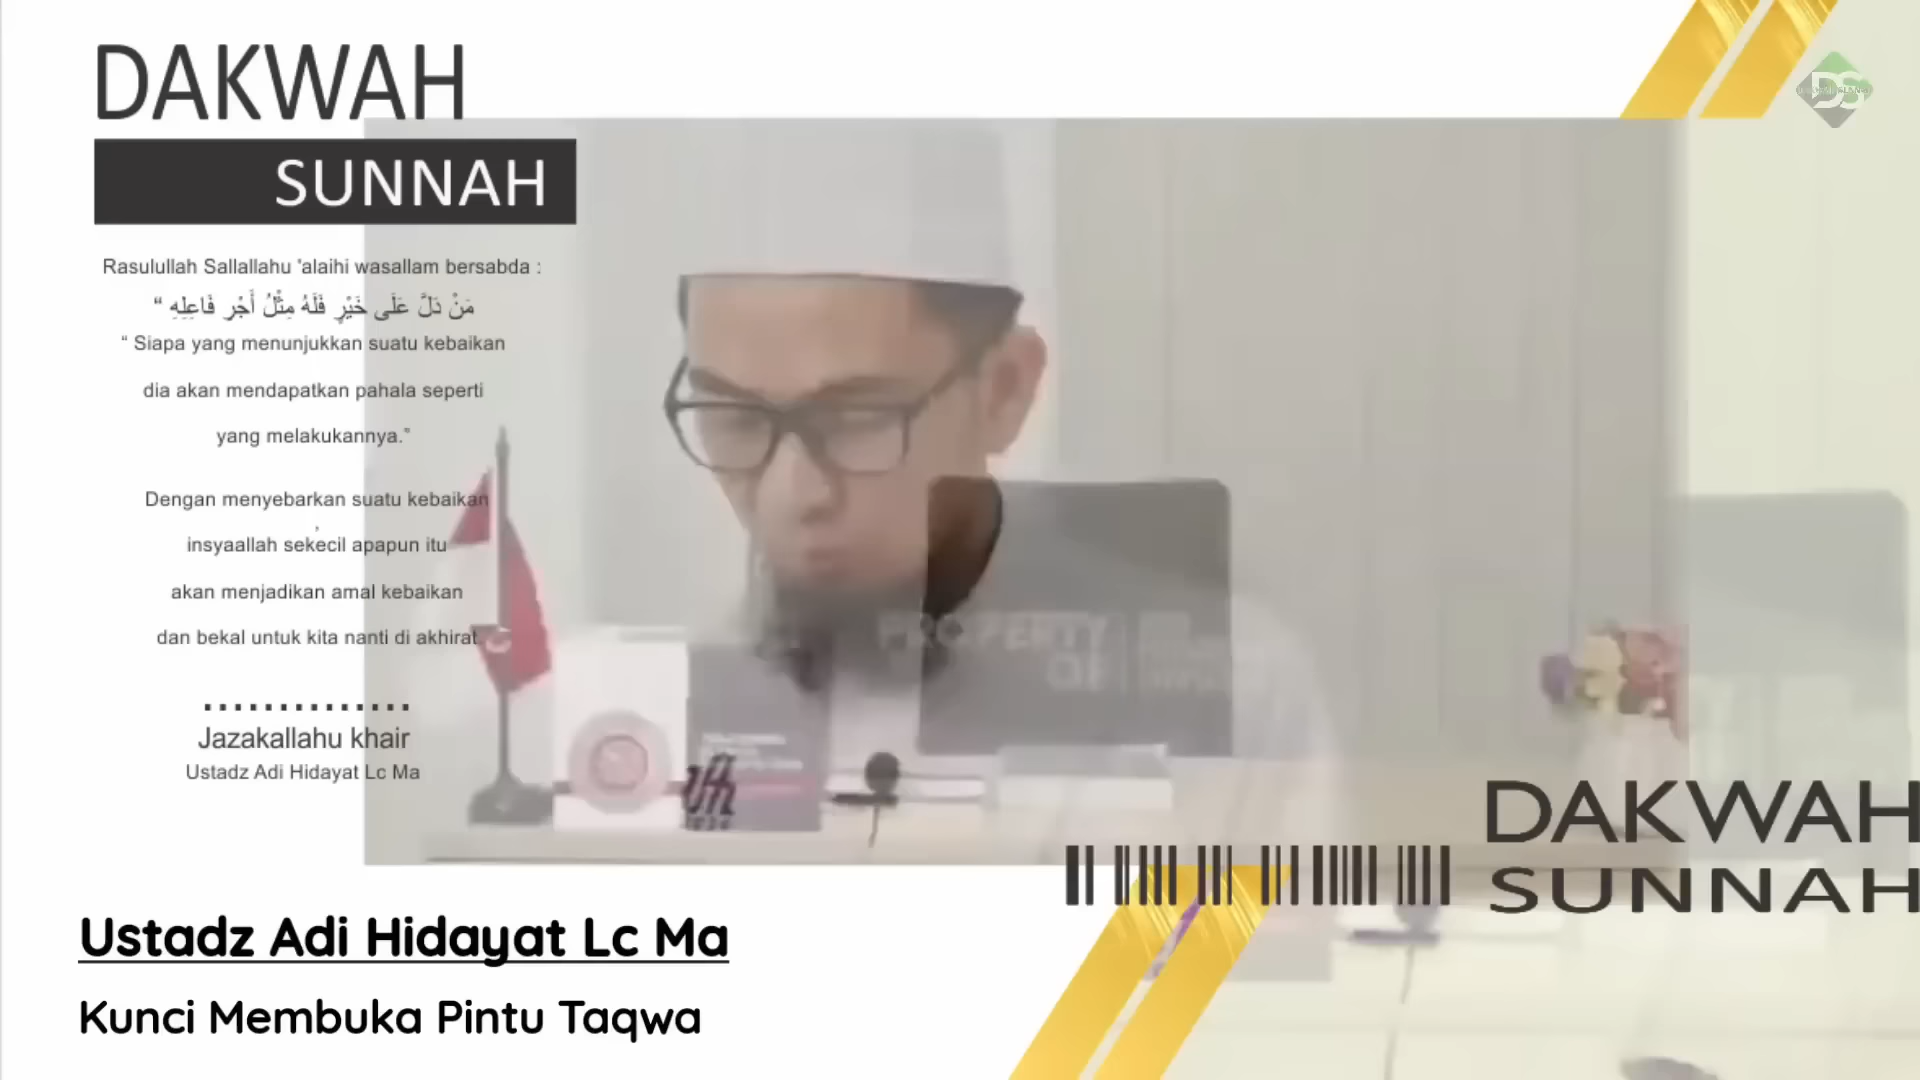 DAKWAH
SUNNAH
Rasulullah Sallallahu 'alaihi wasallam bersabda :
مَنْ دَلَّ عَلَى خَيْرٍ فَلَهُ مِثْلُ أَجْرِ فَاعِلِهِ “
“ Siapa yang menunjukkan suatu kebaikan
dia akan mendapatkan pahala seperti
yang melakukannya.”
Dengan menyebarkan suatu kebaikan
insyaallah sekecil apapun itu
akan menjadikan amal kebaikan
dan bekal untuk kita nanti di akhirat
Jazakallahu khair
Ustadz Adi Hidayat Lc Ma
PROPERTY
OF
DAKWAH
SUNNAH
Ustadz Adi Hidayat Lc Ma
Kunci Membuka Pintu Taqwa
DS